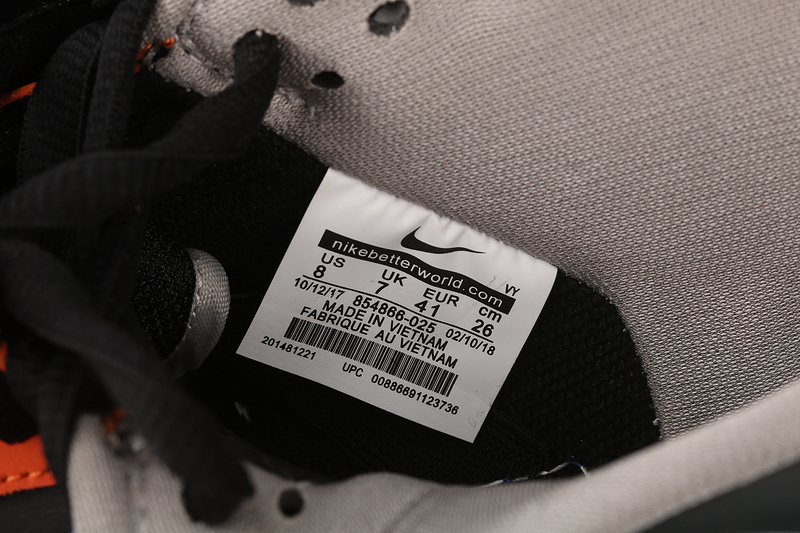 nikebetterworld.com
VY
US UK EUR cm
8 7 41 26
10/12/17 854866-025 02/10/18
MADE IN VIETNAM
FABRIQUE AU VIETNAM
201481221
UPC 00886691123736